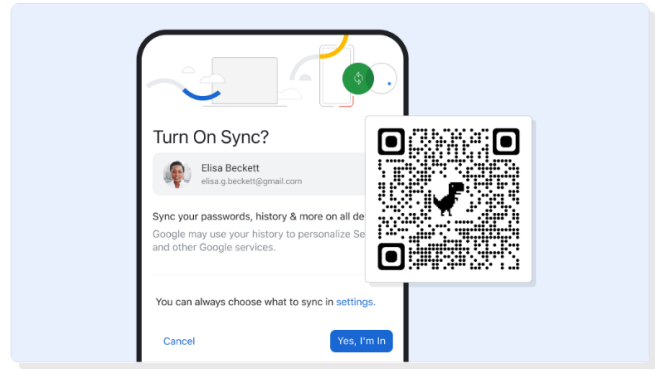 Turn On Sync?
Elisa Beckett
elisa.g.beckett@gmail.com
Sync your passwords, history & more on all de
Google may use your history to personalize Se
and other Google services.
You can always choose what to sync in settings.
Cancel
Yes, I'm In